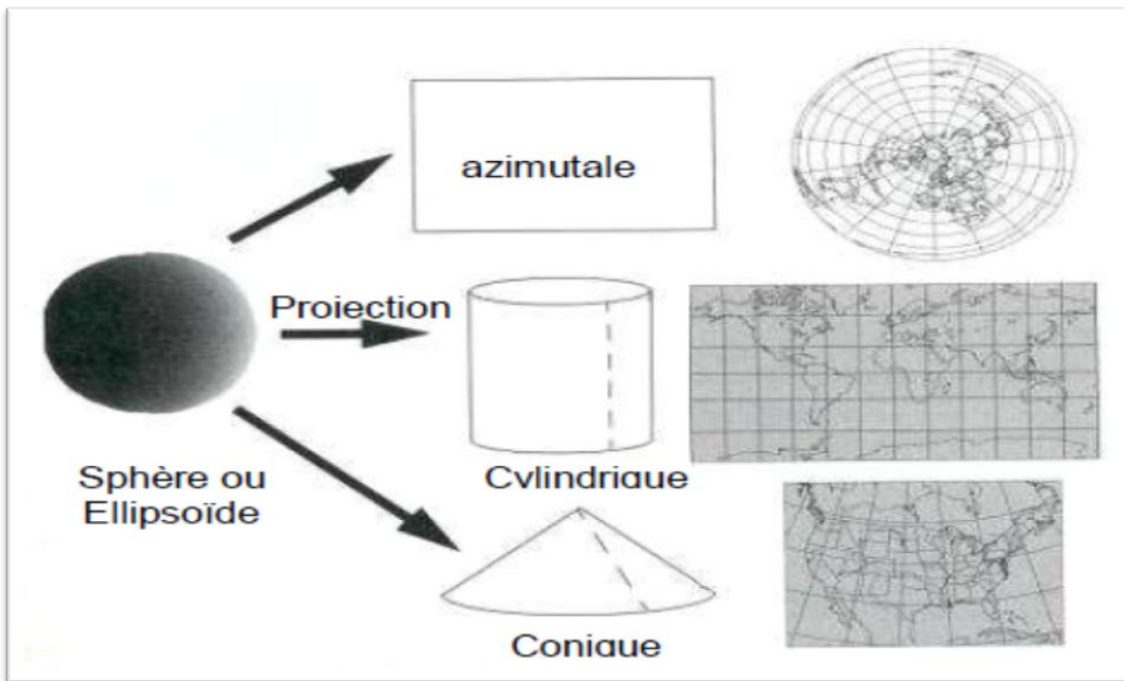 azimutale
Projection
Sphère ou
Ellipsoïde
Cylindrique
Conique